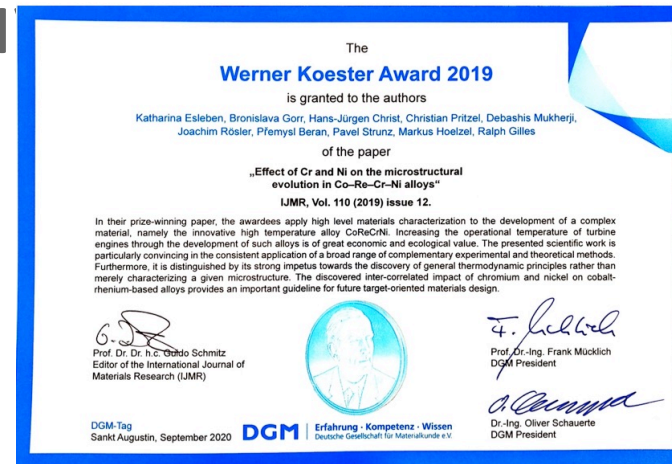 The
Werner Koester Award 2019
is granted to the authors
Katharina Esleben, Bronislava Gorr, Hans-Jürgen Christ, Christian Pritzel, Debashis Mukherji,
Joachim Rösler, Přemysl Beran, Pavel Strunz, Markus Hoelzel, Ralph Gilles
of the paper
„Effect of Cr and Ni on the microstructural
evolution in Co–Re–Cr–Ni alloys“
IJMR, Vol. 110 (2019) issue 12.
In their prize-winning paper, the awardees apply high level materials characterization to the development of a complex
material, namely the innovative high temperature alloy CoReCrNi. Increasing the operational temperature of turbine
engines through the development of such alloys is of great economic and ecological value. The presented scientific work is
particularly convincing in the consistent application of a broad range of complementary experimental and theoretical methods.
Furthermore, it is distinguished by its strong impetus towards the discovery of general thermodynamic principles rather than
merely characterizing a given microstructure. The discovered inter-correlated impact of chromium and nickel on cobalt-
rhenium-based alloys provides an important guideline for future target-oriented materials design.
Prof. Dr. Dr. h.c. Guido Schmitz
Editor of the International Journal of
Materials Research (IJMR)
Prof. Dr.-Ing. Frank Mücklich
DGM President
Dr.-Ing. Oliver Schauerte
DGM President
DGM-Tag
Sankt Augustin, September 2020
DGM
Erfahrung · Kompetenz · Wissen
Deutsche Gesellschaft für Materialkunde e.V.